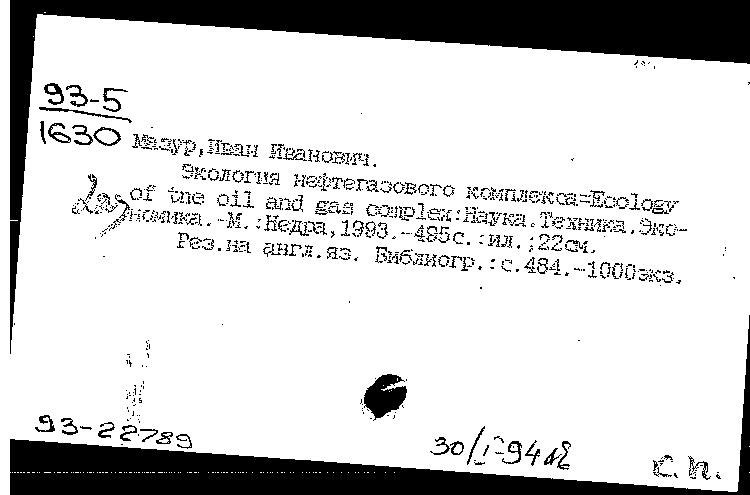 93-5
1630
Мазур,Иван Иванович.
Экология нефтегазового комплекса=Ecology
of the oil and gas complex:Наука.Техника.Эко-
номика.-М.:Недра,1993.-495с.:ил.;22см.
Рез.на англ.яз. Библиогр.:с.484.-1000экз.
93-22789
30/I-94
с.п.